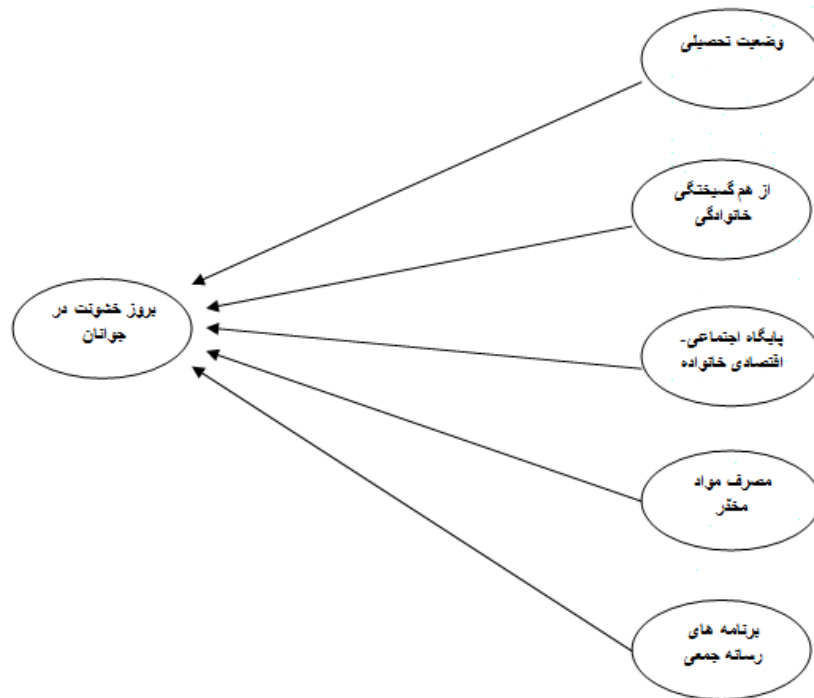 وضعیت تحصیلی
از هم گسیختگی
خانوادگی
بروز خشونت در
جوانان
پایگاه اجتماعی-
اقتصادی خانواده
مصرف مواد
مخدر
برنامه های
رسانه جمعی